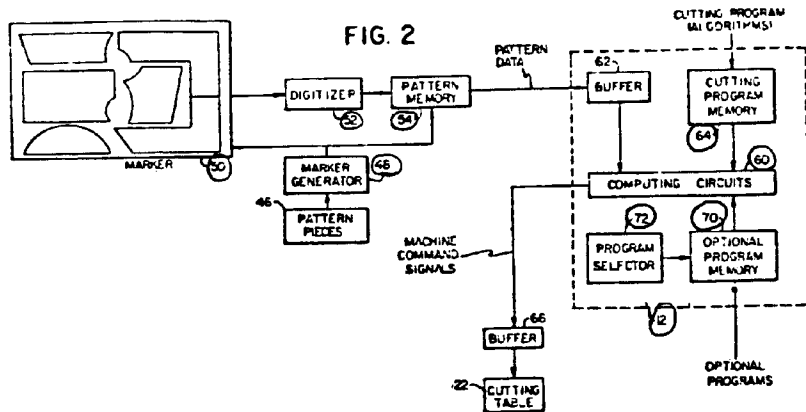 FIG. 2
CUTTING PROGRAM
(ALGORITHMS)
PATTERN
DATA
62
BUFFER
CUTTING
PROGRAM
MEMORY
64
DIGITIZER
52
PATTERN
MEMORY
54
MARKER
50
MARKER
GENERATOR
48
46
PATTERN
PIECES
60
COMPUTING CIRCUITS
72
70
PROGRAM
SELECTOR
OPTIONAL
PROGRAM
MEMORY
MACHINE
COMMAND
SIGNALS
12
66
BUFFER
OPTIONAL
PROGRAMS
22
CUTTING
TABLE